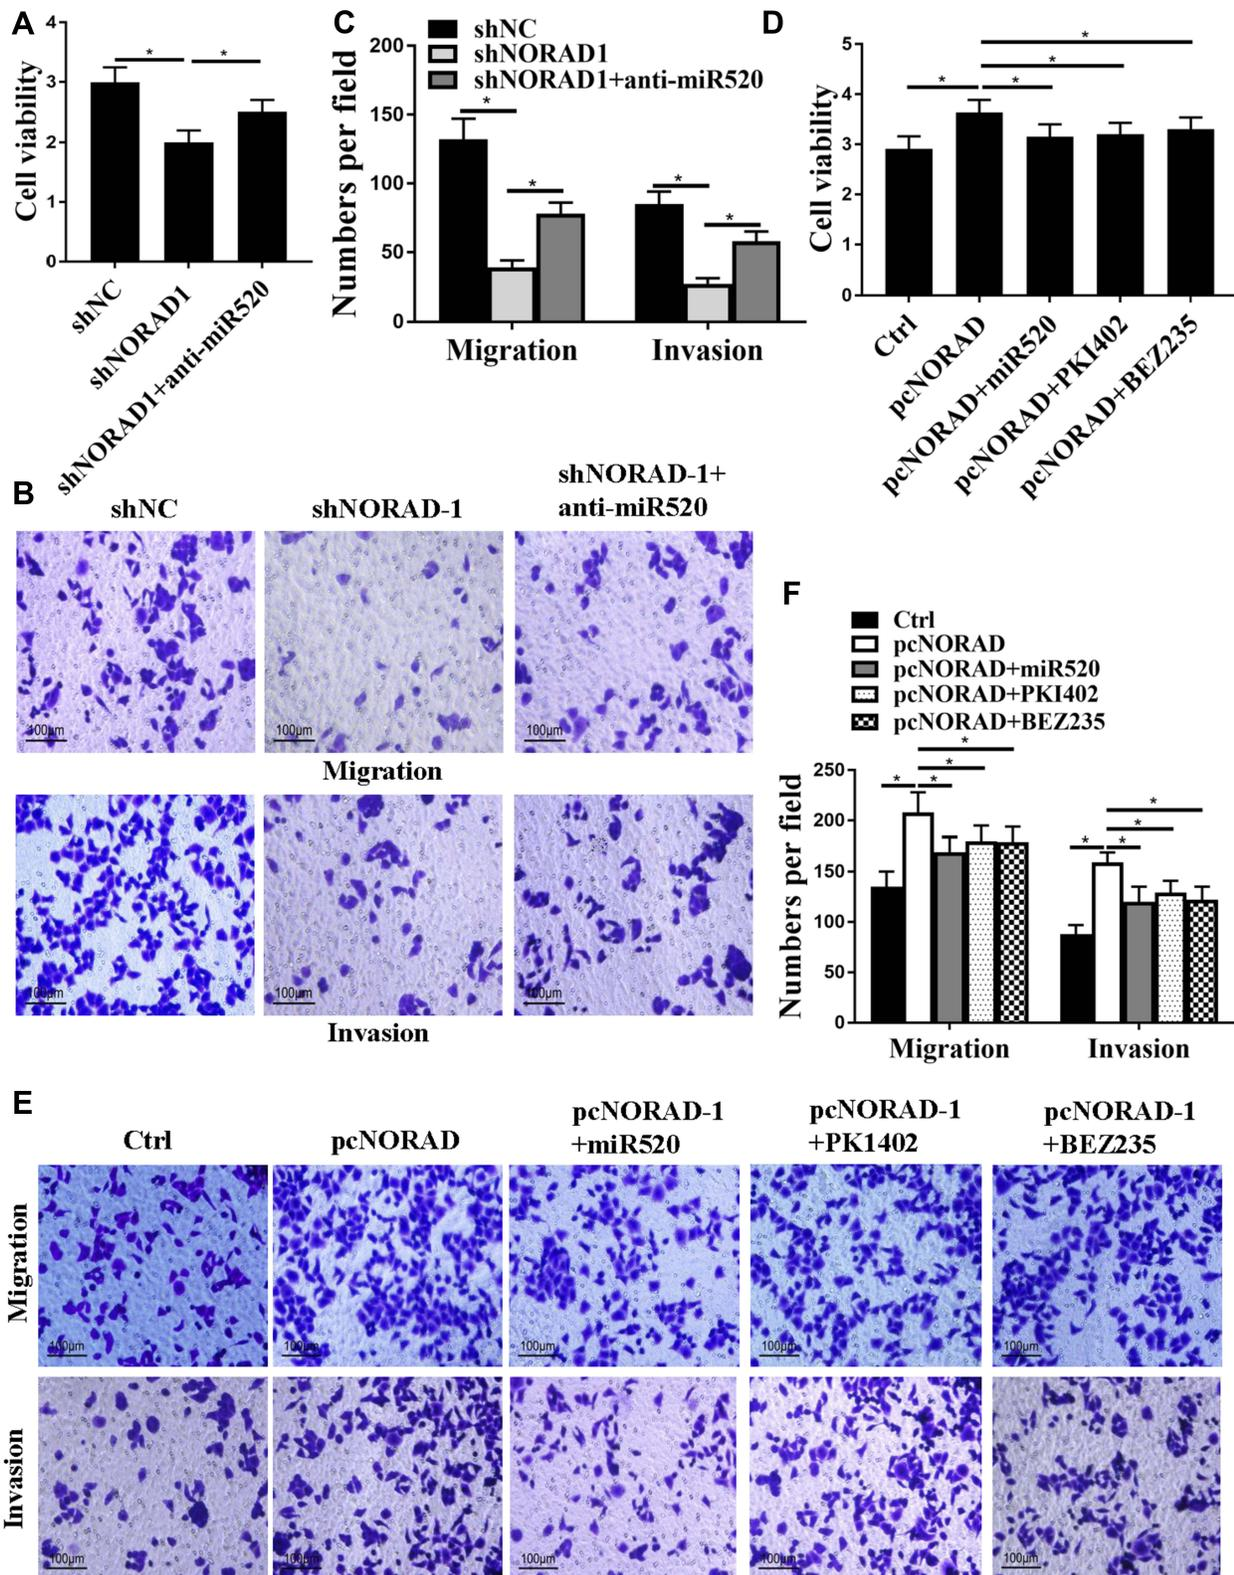 A
Cell viability
4
3
2
1
0
*
*
shNC
shNORAD1
shNORAD1+anti-miR520
C
shNC
shNORAD1
shNORAD1+anti-miR520
Numbers per field
200
150
100
50
0
*
*
*
*
Migration
Invasion
D
Cell viability
5
4
3
2
1
0
*
*
*
*
Ctrl
pcNORAD
pcNORAD+miR520
pcNORAD+PKI402
pcNORAD+BEZ235
B
shNC
shNORAD-1
shNORAD-1+
anti-miR520
100μm
100μm
100μm
Migration
100μm
100μm
100μm
Invasion
F
Ctrl
pcNORAD
pcNORAD+miR520
pcNORAD+PKI402
pcNORAD+BEZ235
Numbers per field
250
200
150
100
50
0
*
*
*
*
*
*
*
*
Migration
Invasion
E
Ctrl
pcNORAD
pcNORAD-1
+miR520
pcNORAD-1
+PK1402
pcNORAD-1
+BEZ235
Migration
100μm
100μm
100μm
100μm
100μm
Invasion
100μm
100μm
100μm
100μm
100μm